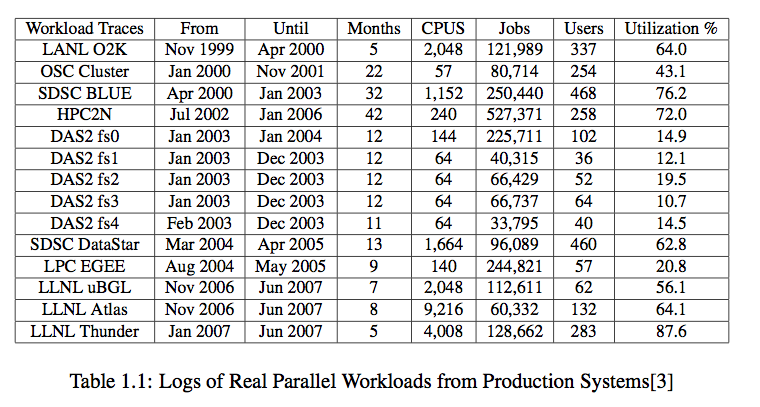 Workload Traces From Until Months CPUS Jobs Users Utilization %
LANL O2K Nov 1999 Apr 2000 5 2,048 121,989 337 64.0
OSC Cluster Jan 2000 Nov 2001 22 57 80,714 254 43.1
SDSC BLUE Apr 2000 Jan 2003 32 1,152 250,440 468 76.2
HPC2N Jul 2002 Jan 2006 42 240 527,371 258 72.0
DAS2 fs0 Jan 2003 Jan 2004 12 144 225,711 102 14.9
DAS2 fs1 Jan 2003 Dec 2003 12 64 40,315 36 12.1
DAS2 fs2 Jan 2003 Dec 2003 12 64 66,429 52 19.5
DAS2 fs3 Jan 2003 Dec 2003 12 64 66,737 64 10.7
DAS2 fs4 Feb 2003 Dec 2003 11 64 33,795 40 14.5
SDSC DataStar Mar 2004 Apr 2005 13 1,664 96,089 460 62.8
LPC EGEE Aug 2004 May 2005 9 140 244,821 57 20.8
LLNL uBGL Nov 2006 Jun 2007 7 2,048 112,611 62 56.1
LLNL Atlas Nov 2006 Jun 2007 8 9,216 60,332 132 64.1
LLNL Thunder Jan 2007 Jun 2007 5 4,008 128,662 283 87.6
Table 1.1: Logs of Real Parallel Workloads from Production Systems[3]